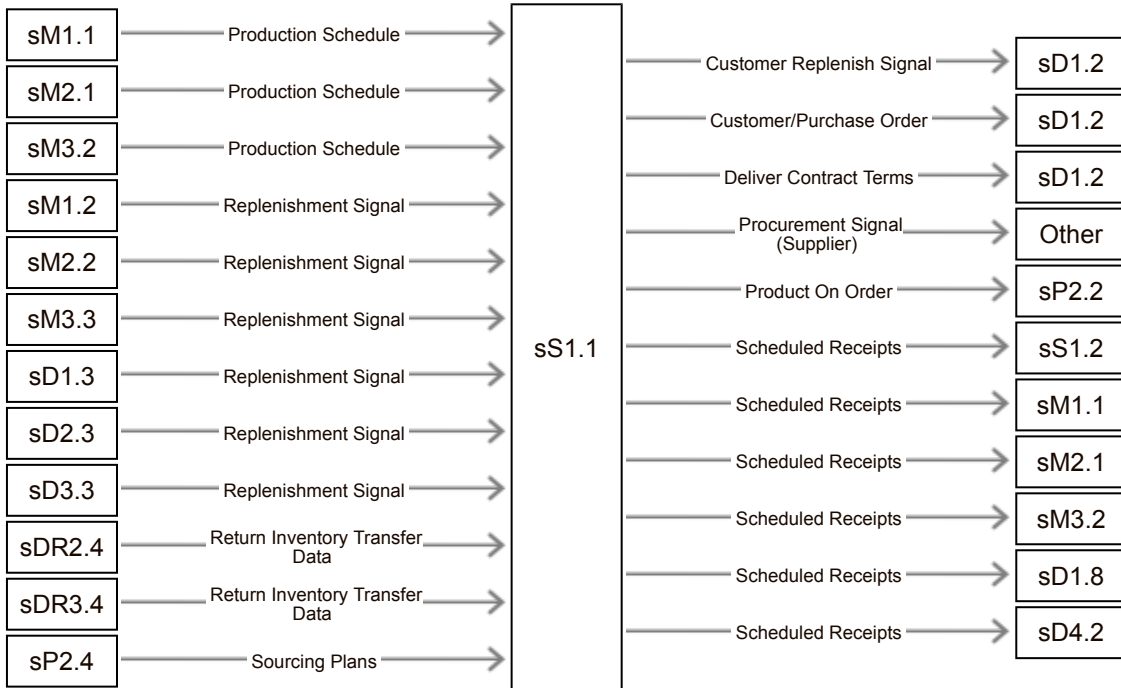 sM1.1
Production Schedule
sM2.1
Production Schedule
sM3.2
Production Schedule
sM1.2
Replenishment Signal
sM2.2
Replenishment Signal
sM3.3
Replenishment Signal
sD1.3
Replenishment Signal
sD2.3
Replenishment Signal
sD3.3
Replenishment Signal
sDR2.4
Return Inventory Transfer
Data
sDR3.4
Return Inventory Transfer
Data
sP2.4
Sourcing Plans
sS1.1
Customer Replenish Signal
sD1.2
Customer/Purchase Order
sD1.2
Deliver Contract Terms
sD1.2
Procurement Signal
(Supplier)
Other
Product On Order
sP2.2
Scheduled Receipts
sS1.2
Scheduled Receipts
sM1.1
Scheduled Receipts
sM2.1
Scheduled Receipts
sM3.2
Scheduled Receipts
sD1.8
Scheduled Receipts
sD4.2